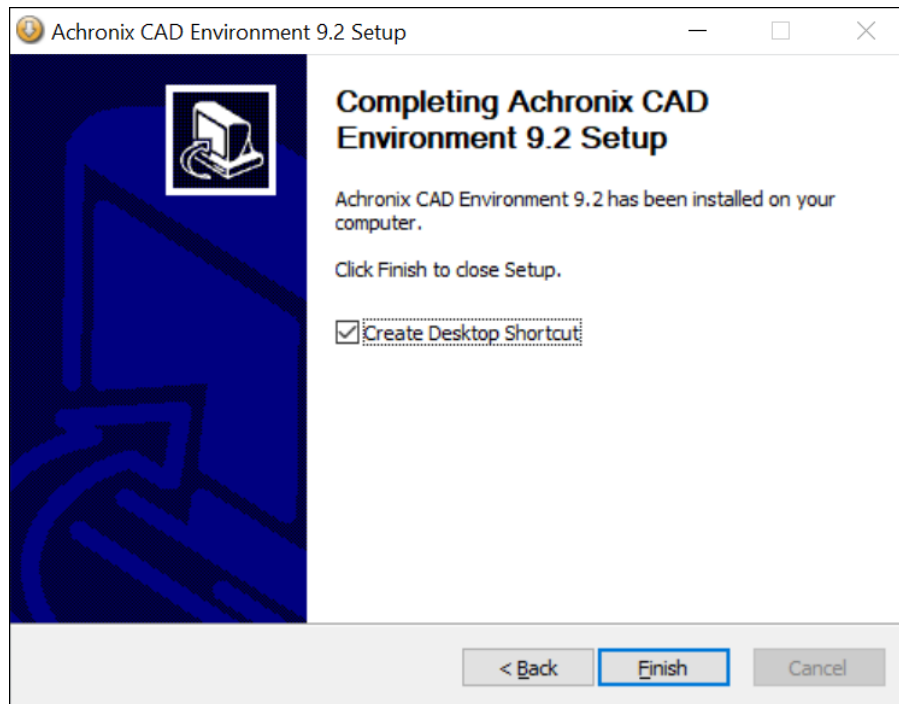 Achronix CAD Environment 9.2 Setup
Completing Achronix CAD
Environment 9.2 Setup
Achronix CAD Environment 9.2 has been installed on your
computer.
Click Finish to close Setup.
Create Desktop Shortcut
< Back
Finish
Cancel